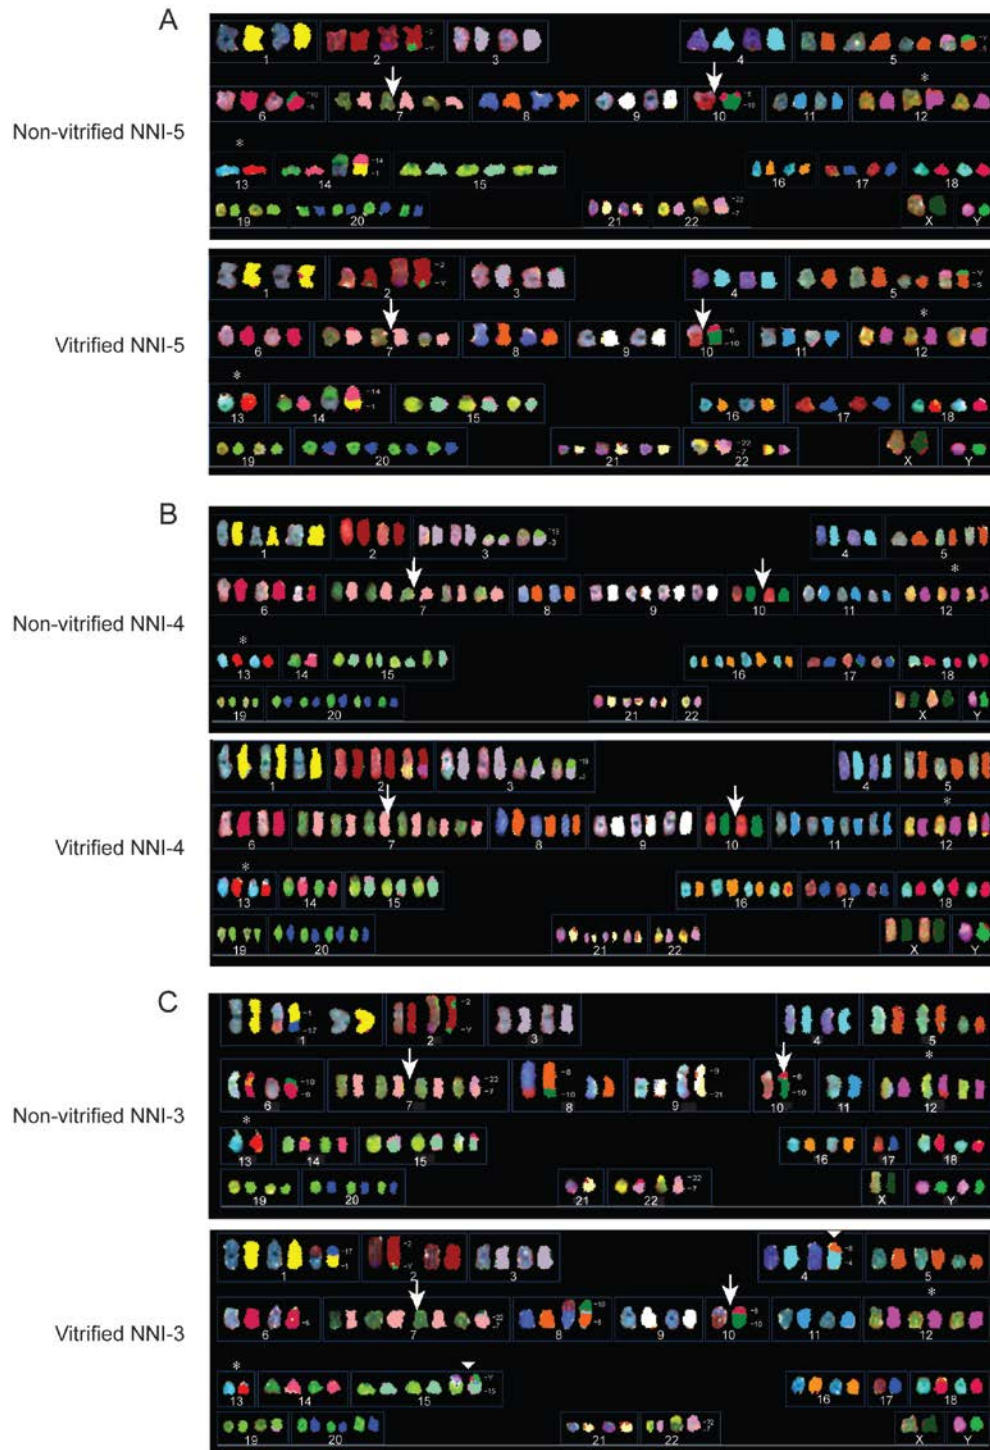 A
1 2 3 4 5
Non-vitrified NNI-5
6 7 8 9 10 11 12
13 14 15 16 17 18
19 20 21 22 X Y
1 2 3 4 5
Vitrified NNI-5
6 7 8 9 10 11 12
13 14 15 16 17 18
19 20 21 22 X Y
B
1 2 3 4 5
Non-vitrified NNI-4
6 7 8 9 10 11 12
13 14 15 16 17 18
19 20 21 22 X Y
1 2 3 4 5
Vitrified NNI-4
6 7 8 9 10 11 12
13 14 15 16 17 18
19 20 21 22 X Y
C
1 2 3 4 5
Non-vitrified NNI-3
6 7 8 9 10 11 12
13 14 15 16 17 18
19 20 21 22 X Y
1 2 3 4 5
Vitrified NNI-3
6 7 8 9 10 11 12
13 14 15 16 17 18
19 20 21 22 X Y